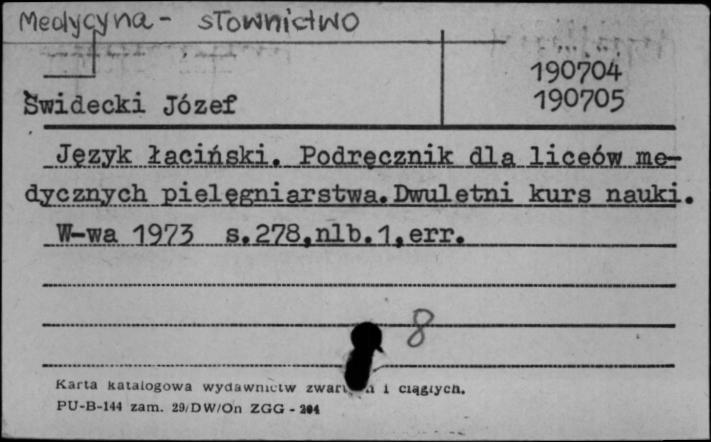 Medycyna - słownictwo
190704
Świdecki Józef
190705
Język łaciński. Podręcznik dla liceów me-
dycznych pielęgniarstwa. Dwuletni kurs nauki.
W-wa 1973 s.278,nlb.1,err.
8
Karta katalogowa wydawnictw i ciągłych.
PU-B-144 zam. 29/DW/On ZGG - 204